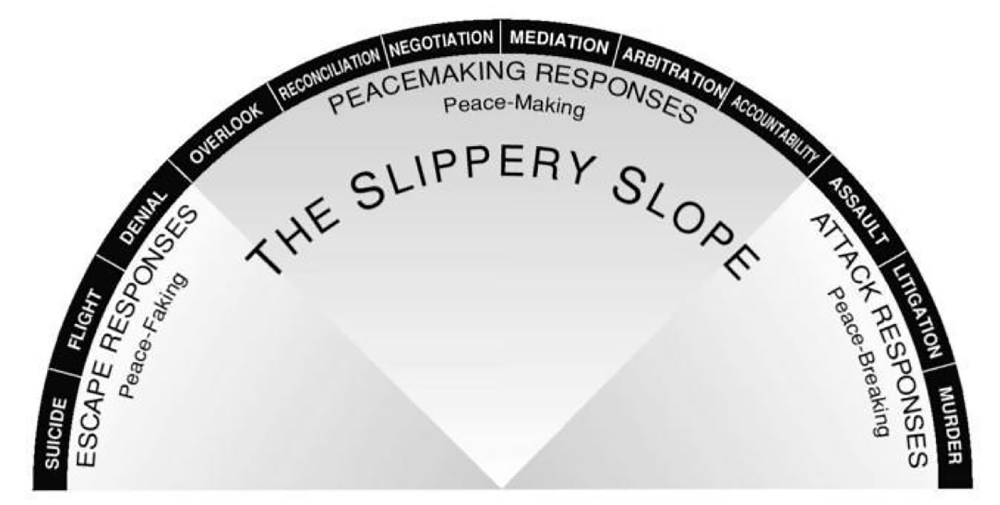 SUICIDE
FLIGHT
DENIAL
OVERLOOK
RECONCILIATION
NEGOTIATION
MEDIATION
ARBITRATION
ACCOUNTABILITY
ASSAULT
LITIGATION
MURDER
ESCAPE RESPONSES
Peace-Faking
PEACEMAKING RESPONSES
Peace-Making
ATTACK RESPONSES
Peace-Breaking
THE SLIPPERY SLOPE